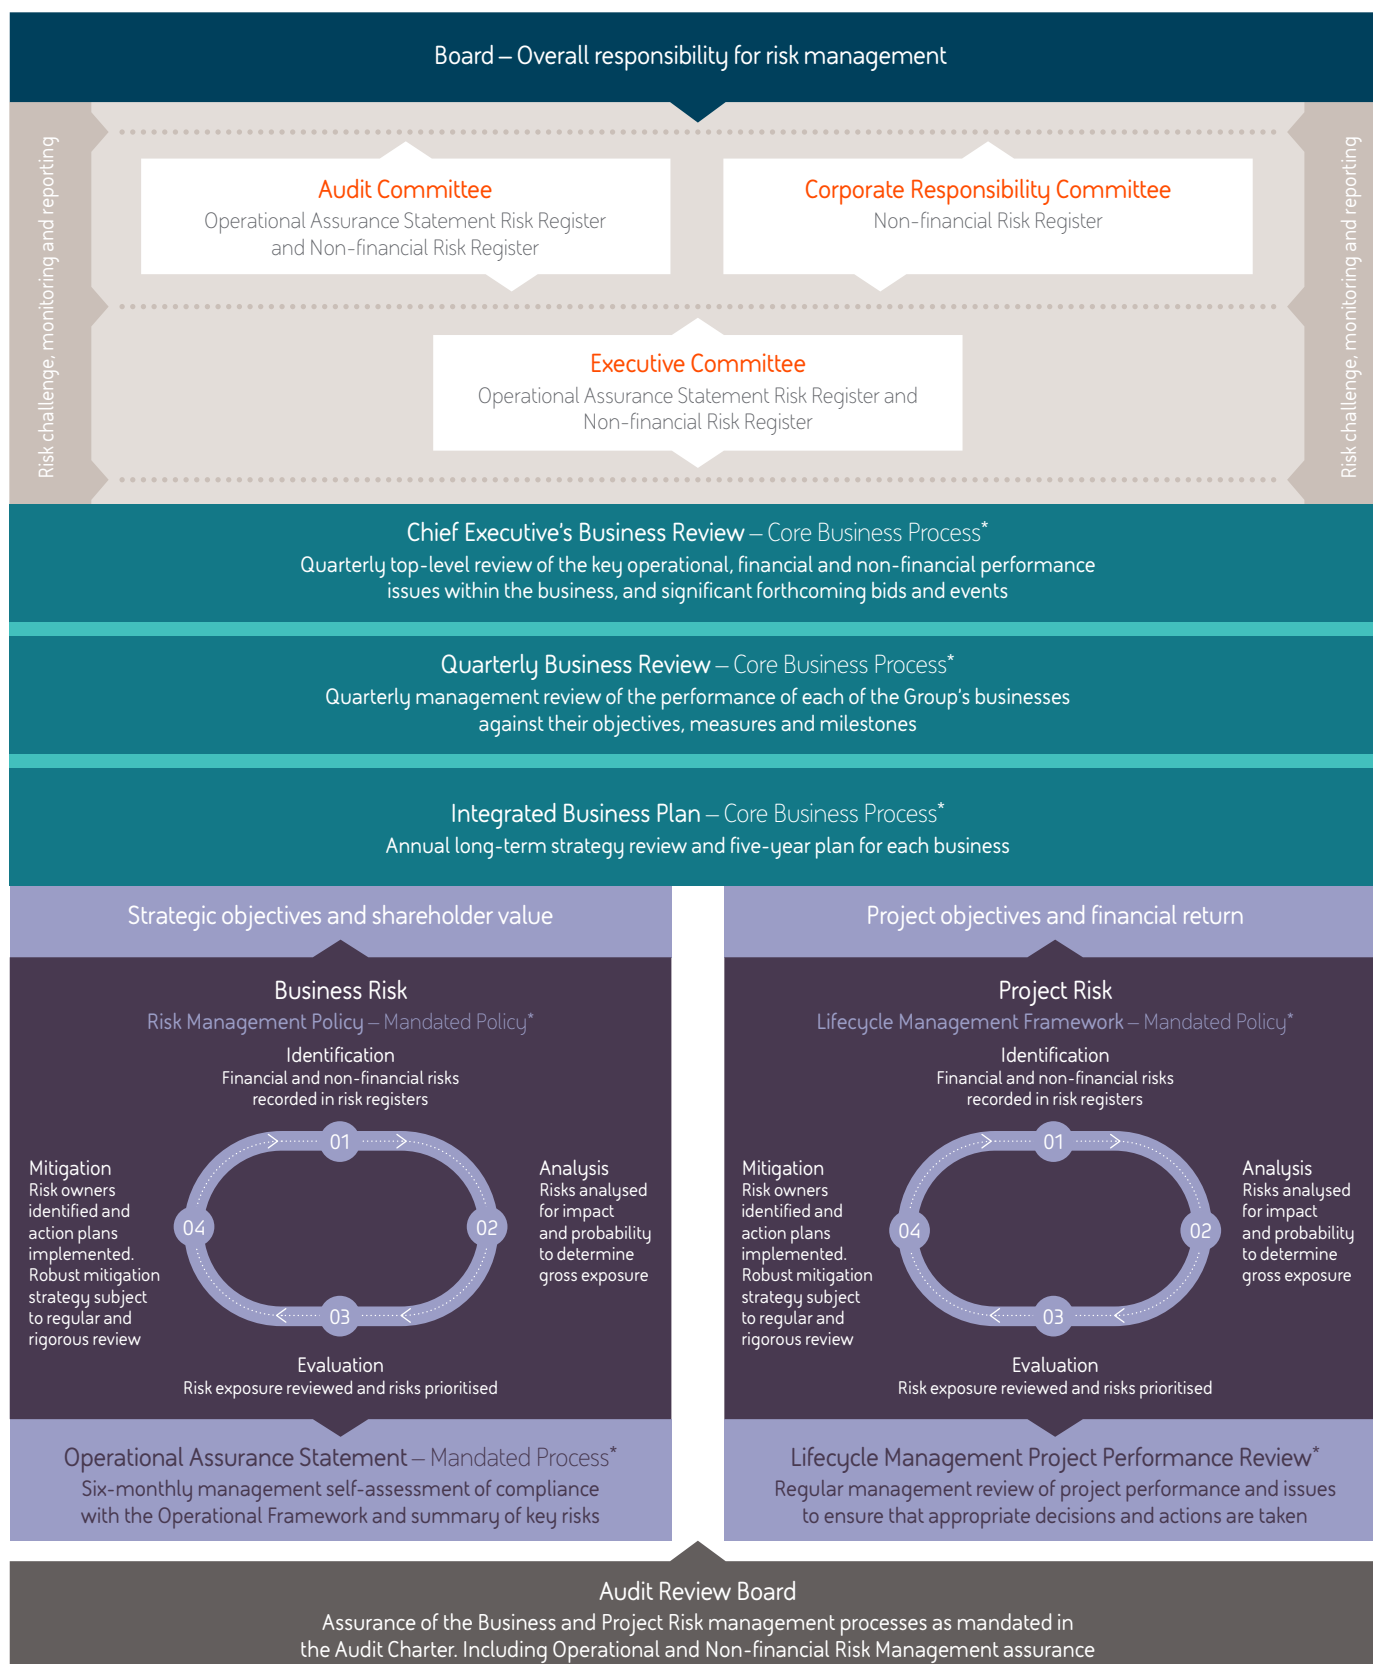 Board – Overall responsibility for risk management
Risk challenge, monitoring and reporting
Audit Committee
Operational Assurance Statement Risk Register
and Non-financial Risk Register
Corporate Responsibility Committee
Non-financial Risk Register
Executive Committee
Operational Assurance Statement Risk Register and
Non-financial Risk Register
Risk challenge, monitoring and reporting
Chief Executive's Business Review – Core Business Process*
Quarterly top-level review of the key operational, financial and non-financial performance
issues within the business, and significant forthcoming bids and events
Quarterly Business Review – Core Business Process*
Quarterly management review of the performance of each of the Group's businesses
against their objectives, measures and milestones
Integrated Business Plan – Core Business Process*
Annual long-term strategy review and five-year plan for each business
Strategic objectives and shareholder value
Business Risk
Risk Management Policy – Mandated Policy*
Identification
Financial and non-financial risks
recorded in risk registers
01
Analysis
Risks analysed
for impact
and probability
to determine
gross exposure
02
03
Evaluation
Risk exposure reviewed and risks prioritised
04
Mitigation
Risk owners
identified and
action plans
implemented.
Robust mitigation
strategy subject
to regular and
rigorous review
Operational Assurance Statement – Mandated Process*
Six-monthly management self-assessment of compliance
with the Operational Framework and summary of key risks
Project objectives and financial return
Project Risk
Lifecycle Management Framework – Mandated Policy*
Identification
Financial and non-financial risks
recorded in risk registers
01
Analysis
Risks analysed
for impact
and probability
to determine
gross exposure
02
03
Evaluation
Risk exposure reviewed and risks prioritised
04
Mitigation
Risk owners
identified and
action plans
implemented.
Robust mitigation
strategy subject
to regular and
rigorous review
Lifecycle Management Project Performance Review*
Regular management review of project performance and issues
to ensure that appropriate decisions and actions are taken
Audit Review Board
Assurance of the Business and Project Risk management processes as mandated in
the Audit Charter. Including Operational and Non-financial Risk Management assurance